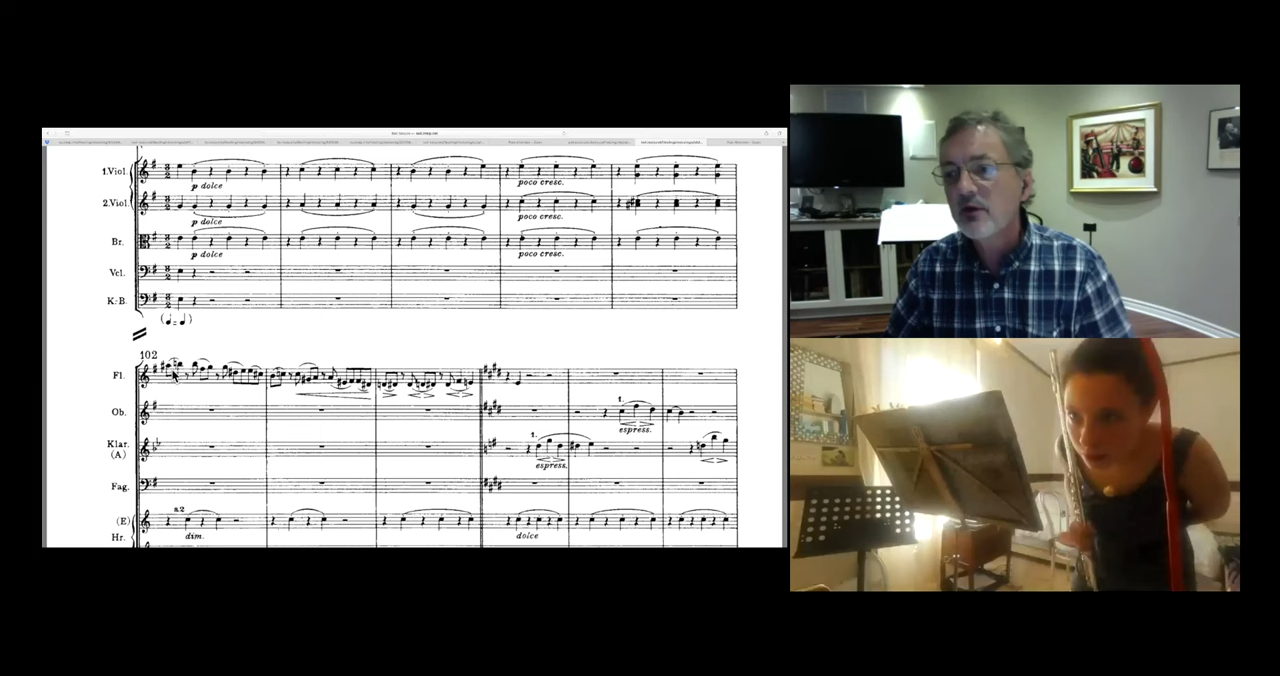 1.Viol.
p dolce
poco cresc.
2.Viol.
p dolce
poco cresc.
Br.
p dolce
poco cresc.
Vcl.
K.-B.
102
Fl.
Ob.
1.
espress.
Klar.
(A)
1.
espress.
Fag.
(E)
a 2
Hr.
dim.
dolce